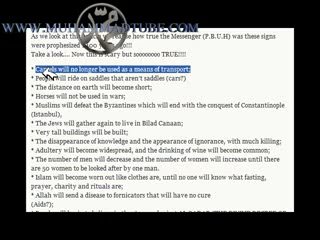 WWW.MUHAMMADTUBE.COM
As we look at this
how true the Messenger (P.B.U.H) was these signs
were prophesized
Take a look.... Now this is scary but sooooooo TRUE!!!!
* Camels will no longer be used as a means of transport;
* People will ride on saddles that aren't saddles (cars?)
* The distance on earth will become short;
* Horses will not be used in wars;
* Muslims will defeat the Byzantines which will end with the conquest of Constantinople
(Istanbul),
* The Jews will gather again to live in Bilad Canaan;
* Very tall buildings will be built;
* The disappearance of knowledge and the appearance of ignorance, with much killing;
* Adultery will become widespread, and the drinking of wine will become common;
* The number of men will decrease and the number of women will increase until there
are 50 women to be looked after by one man.
* Islam will become worn out like clothes are, until no one will know what fasting,
prayer, charity and rituals are;
* Allah will send a disease to fornicators that will have no cure
(Aids?);